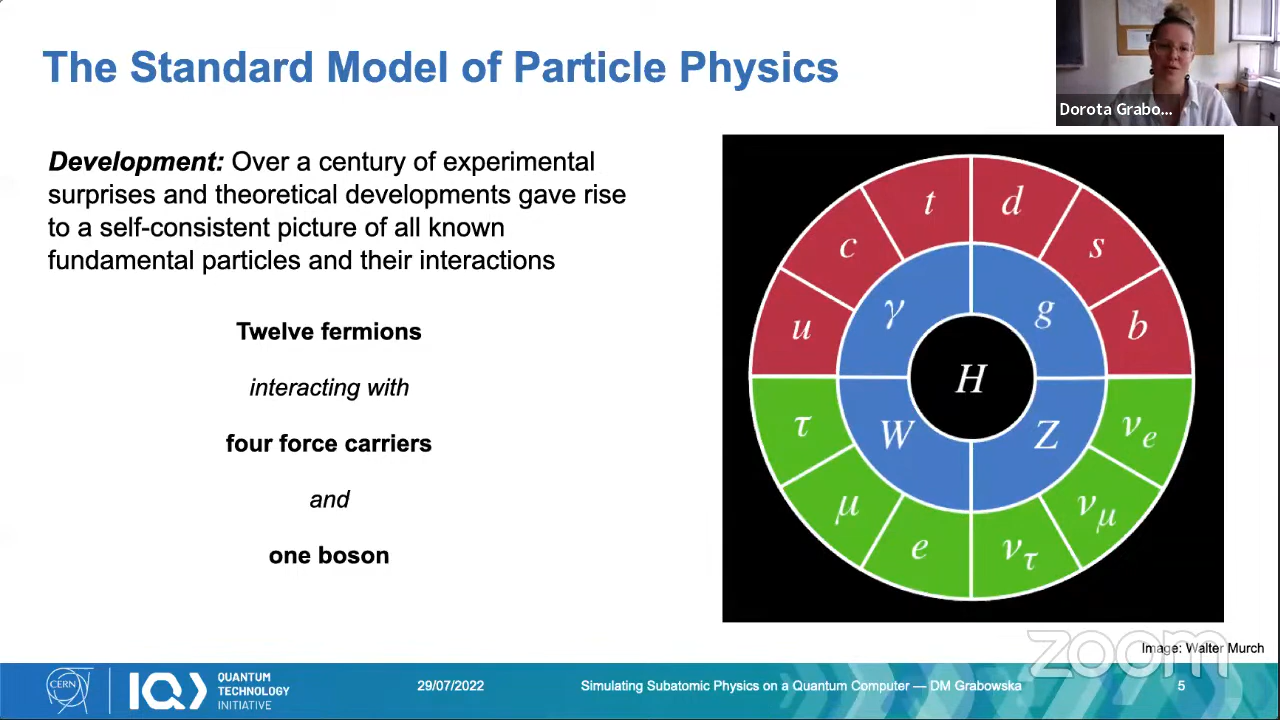 The Standard Model of Particle Physics
Dorota Grabo...
Development: Over a century of experimental
surprises and theoretical developments gave rise
to a self-consistent picture of all known
fundamental particles and their interactions
Twelve fermions
interacting with
four force carriers
and
one boson
t d
c s
u b
γ g
H
W Z
τ νe
μ νμ
e ντ
zoom
Image: Walter Murch
CERN
IQ
QUANTUM
TECHNOLOGY
INITIATIVE
29/07/2022
Simulating Subatomic Physics on a Quantum Computer — DM Grabowska
5